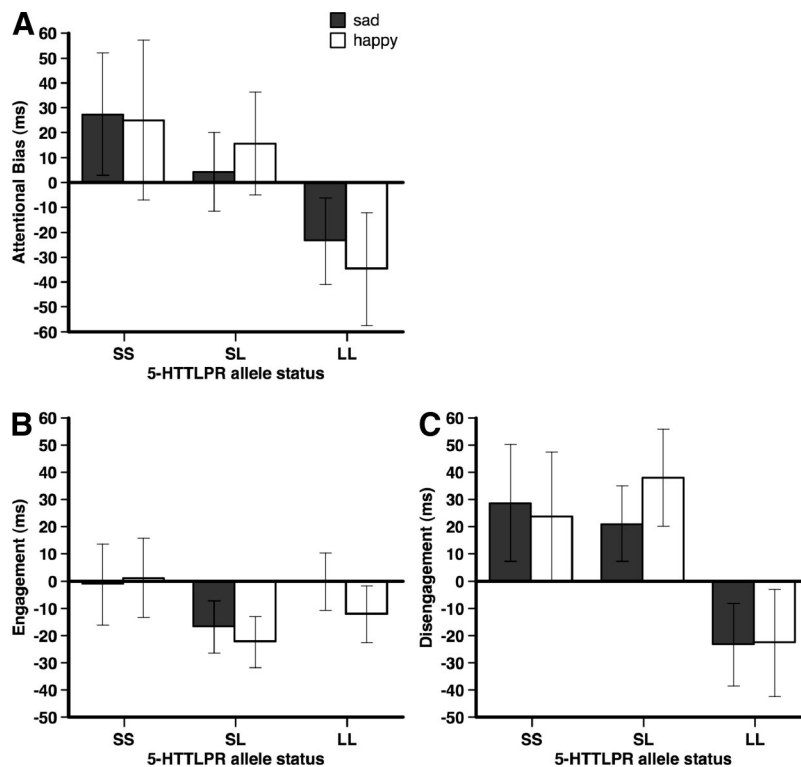 A
sad
happy
Attentional Bias (ms)
60
50
40
30
20
10
0
-10
-20
-30
-40
-50
-60
SS SL LL
5-HTTLPR allele status
B
Engagement (ms)
60
50
40
30
20
10
0
-10
-20
-30
-40
-50
SS SL LL
5-HTTLPR allele status
C
Disengagement (ms)
60
50
40
30
20
10
0
-10
-20
-30
-40
-50
SS SL LL
5-HTTLPR allele status